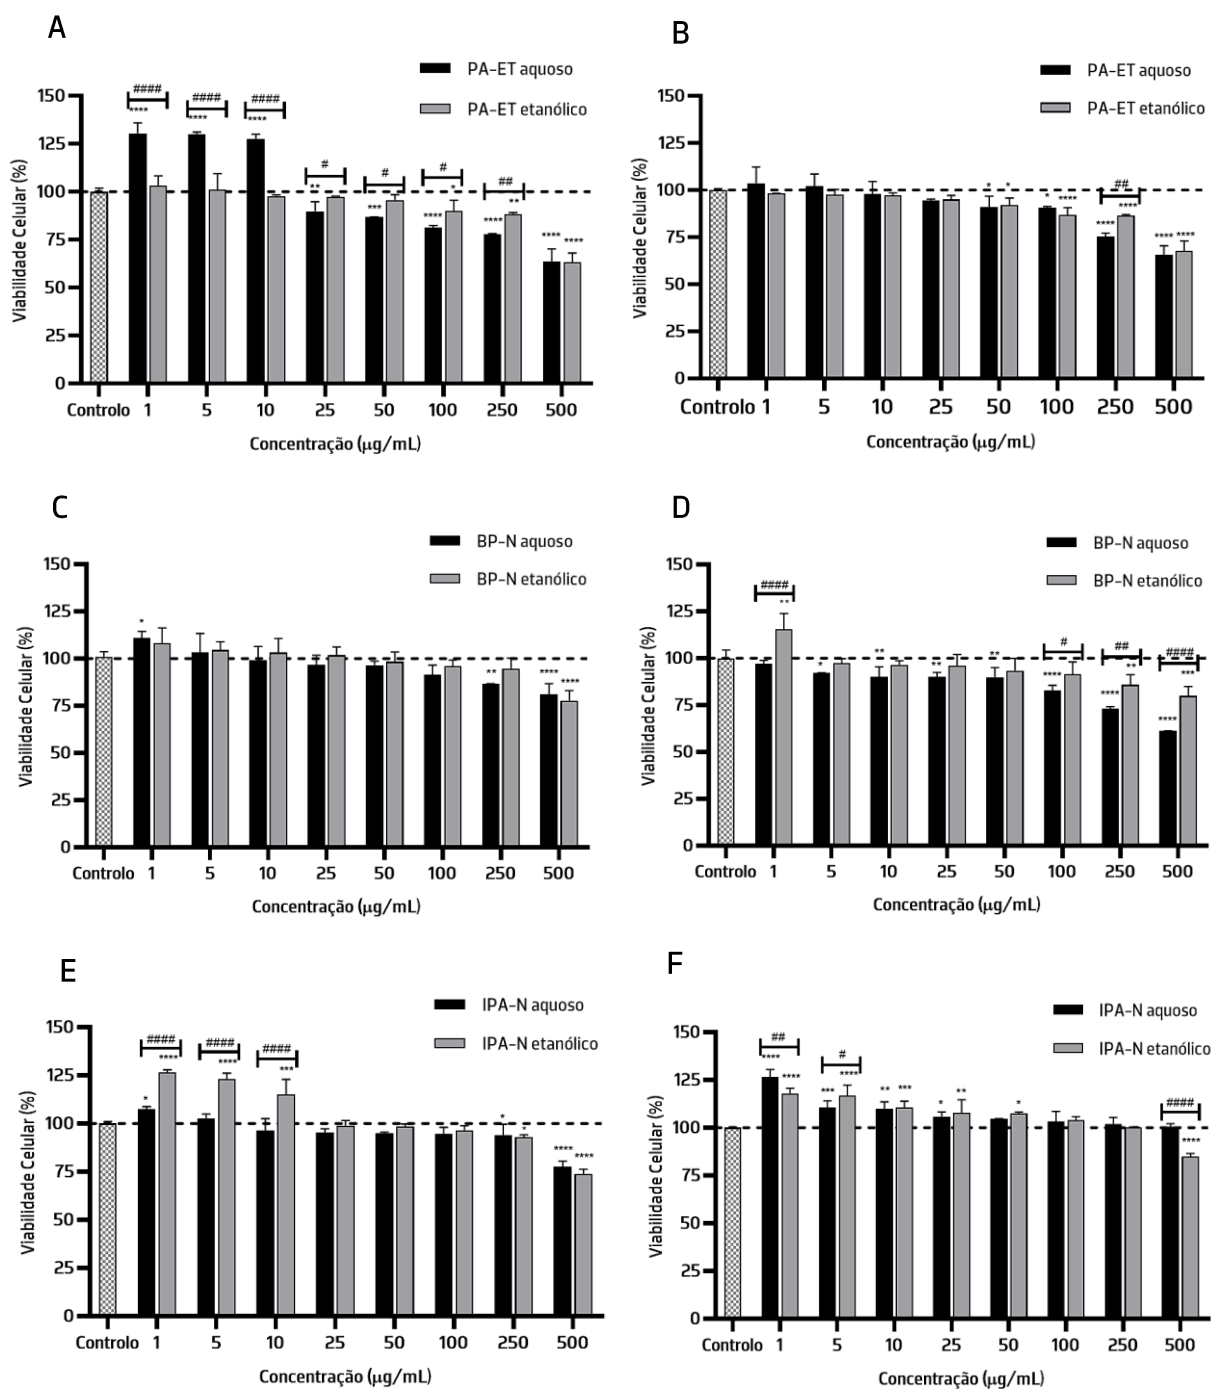 A
PA-ET aquoso
PA-ET etanólico
Viabilidade Celular (%)
150
125
100
75
50
25
0
#### #### #### # # # ##
**** **** **** ** *** **** * **** ** **** ****
Controlo 1 5 10 25 50 100 250 500
Concentração (μg/mL)
B
PA-ET aquoso
PA-ET etanólico
Viabilidade Celular (%)
150
125
100
75
50
25
0
##
* * * **** **** **** **** ****
Controlo 1 5 10 25 50 100 250 500
Concentração (μg/mL)
C
BP-N aquoso
BP-N etanólico
Viabilidade Celular (%)
150
125
100
75
50
25
0
* ** **** ****
Controlo 1 5 10 25 50 100 250 500
Concentração (μg/mL)
D
BP-N aquoso
BP-N etanólico
Viabilidade Celular (%)
150
125
100
75
50
25
0
#### # ## ####
** * ** ** ** **** **** ** **** ***
Controlo 1 5 10 25 50 100 250 500
Concentração (μg/mL)
E
IPA-N aquoso
IPA-N etanólico
Viabilidade Celular (%)
150
125
100
75
50
25
0
#### #### ####
* **** **** *** * * **** ****
Controlo 1 5 10 25 50 100 250 500
Concentração (μg/mL)
F
IPA-N aquoso
IPA-N etanólico
Viabilidade Celular (%)
150
125
100
75
50
25
0
## # ####
**** **** *** **** ** *** * ** * ****
Controlo 1 5 10 25 50 100 250 500
Concentração (μg/mL)